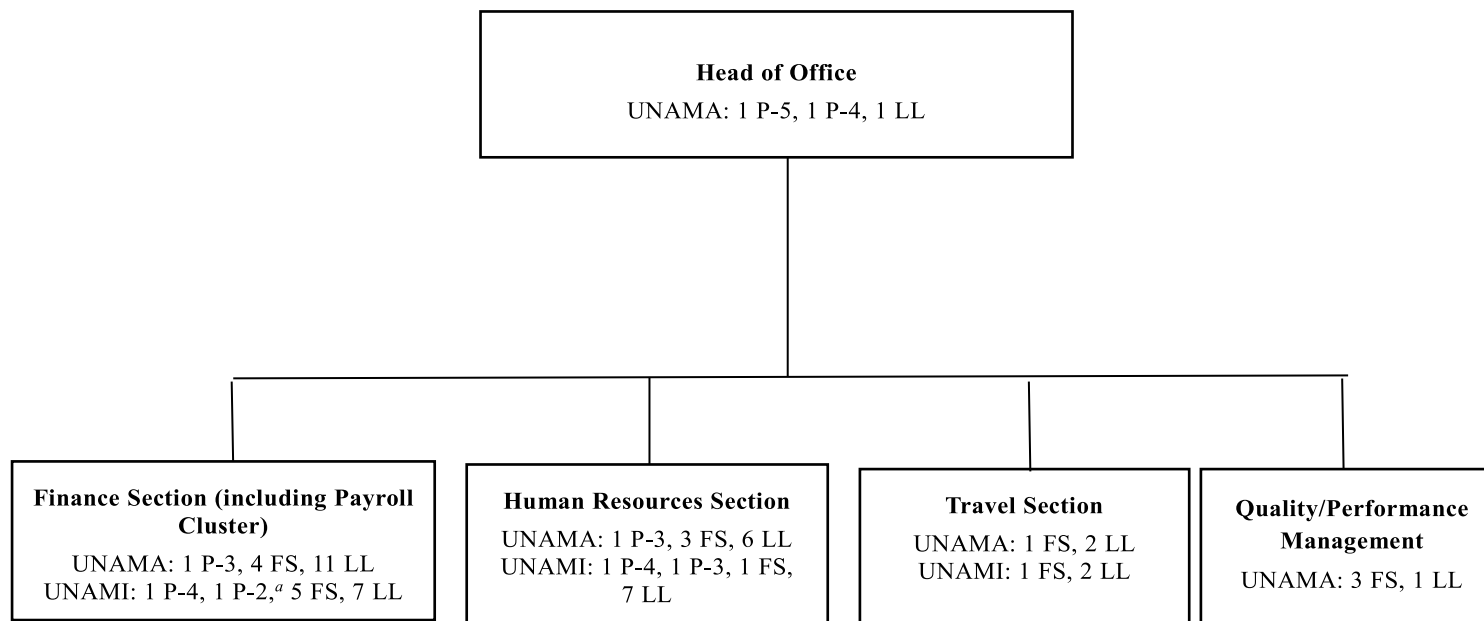 Head of Office
UNAMA: 1 P-5, 1 P-4, 1 LL
Finance Section (including Payroll
Cluster)
UNAMA: 1 P-3, 4 FS, 11 LL
UNAMI: 1 P-4, 1 P-2,ᵃ 5 FS, 7 LL
Human Resources Section
UNAMA: 1 P-3, 3 FS, 6 LL
UNAMI: 1 P-4, 1 P-3, 1 FS,
7 LL
Travel Section
UNAMA: 1 FS, 2 LL
UNAMI: 1 FS, 2 LL
Quality/Performance
Management
UNAMA: 3 FS, 1 LL